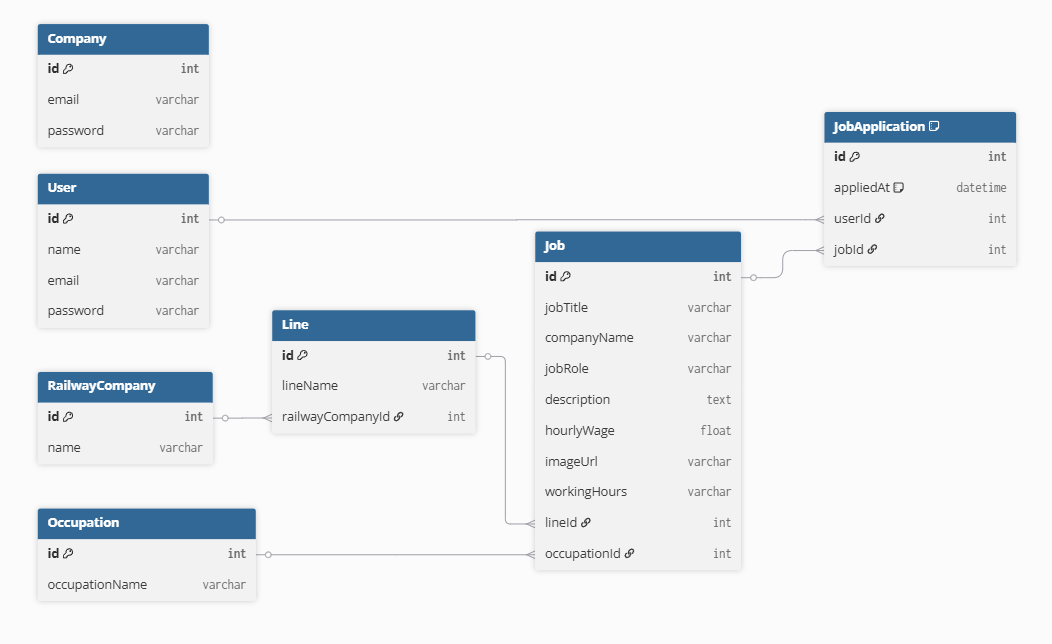 Company
id int
email varchar
password varchar
User
id int
name varchar
email varchar
password varchar
RailwayCompany
id int
name varchar
Occupation
id int
occupationName varchar
Line
id int
lineName varchar
railwayCompanyId int
Job
id int
jobTitle varchar
companyName varchar
jobRole varchar
description text
hourlyWage float
imageUrl varchar
workingHours varchar
lineId int
occupationId int
JobApplication
id int
appliedAt datetime
userId int
jobId int